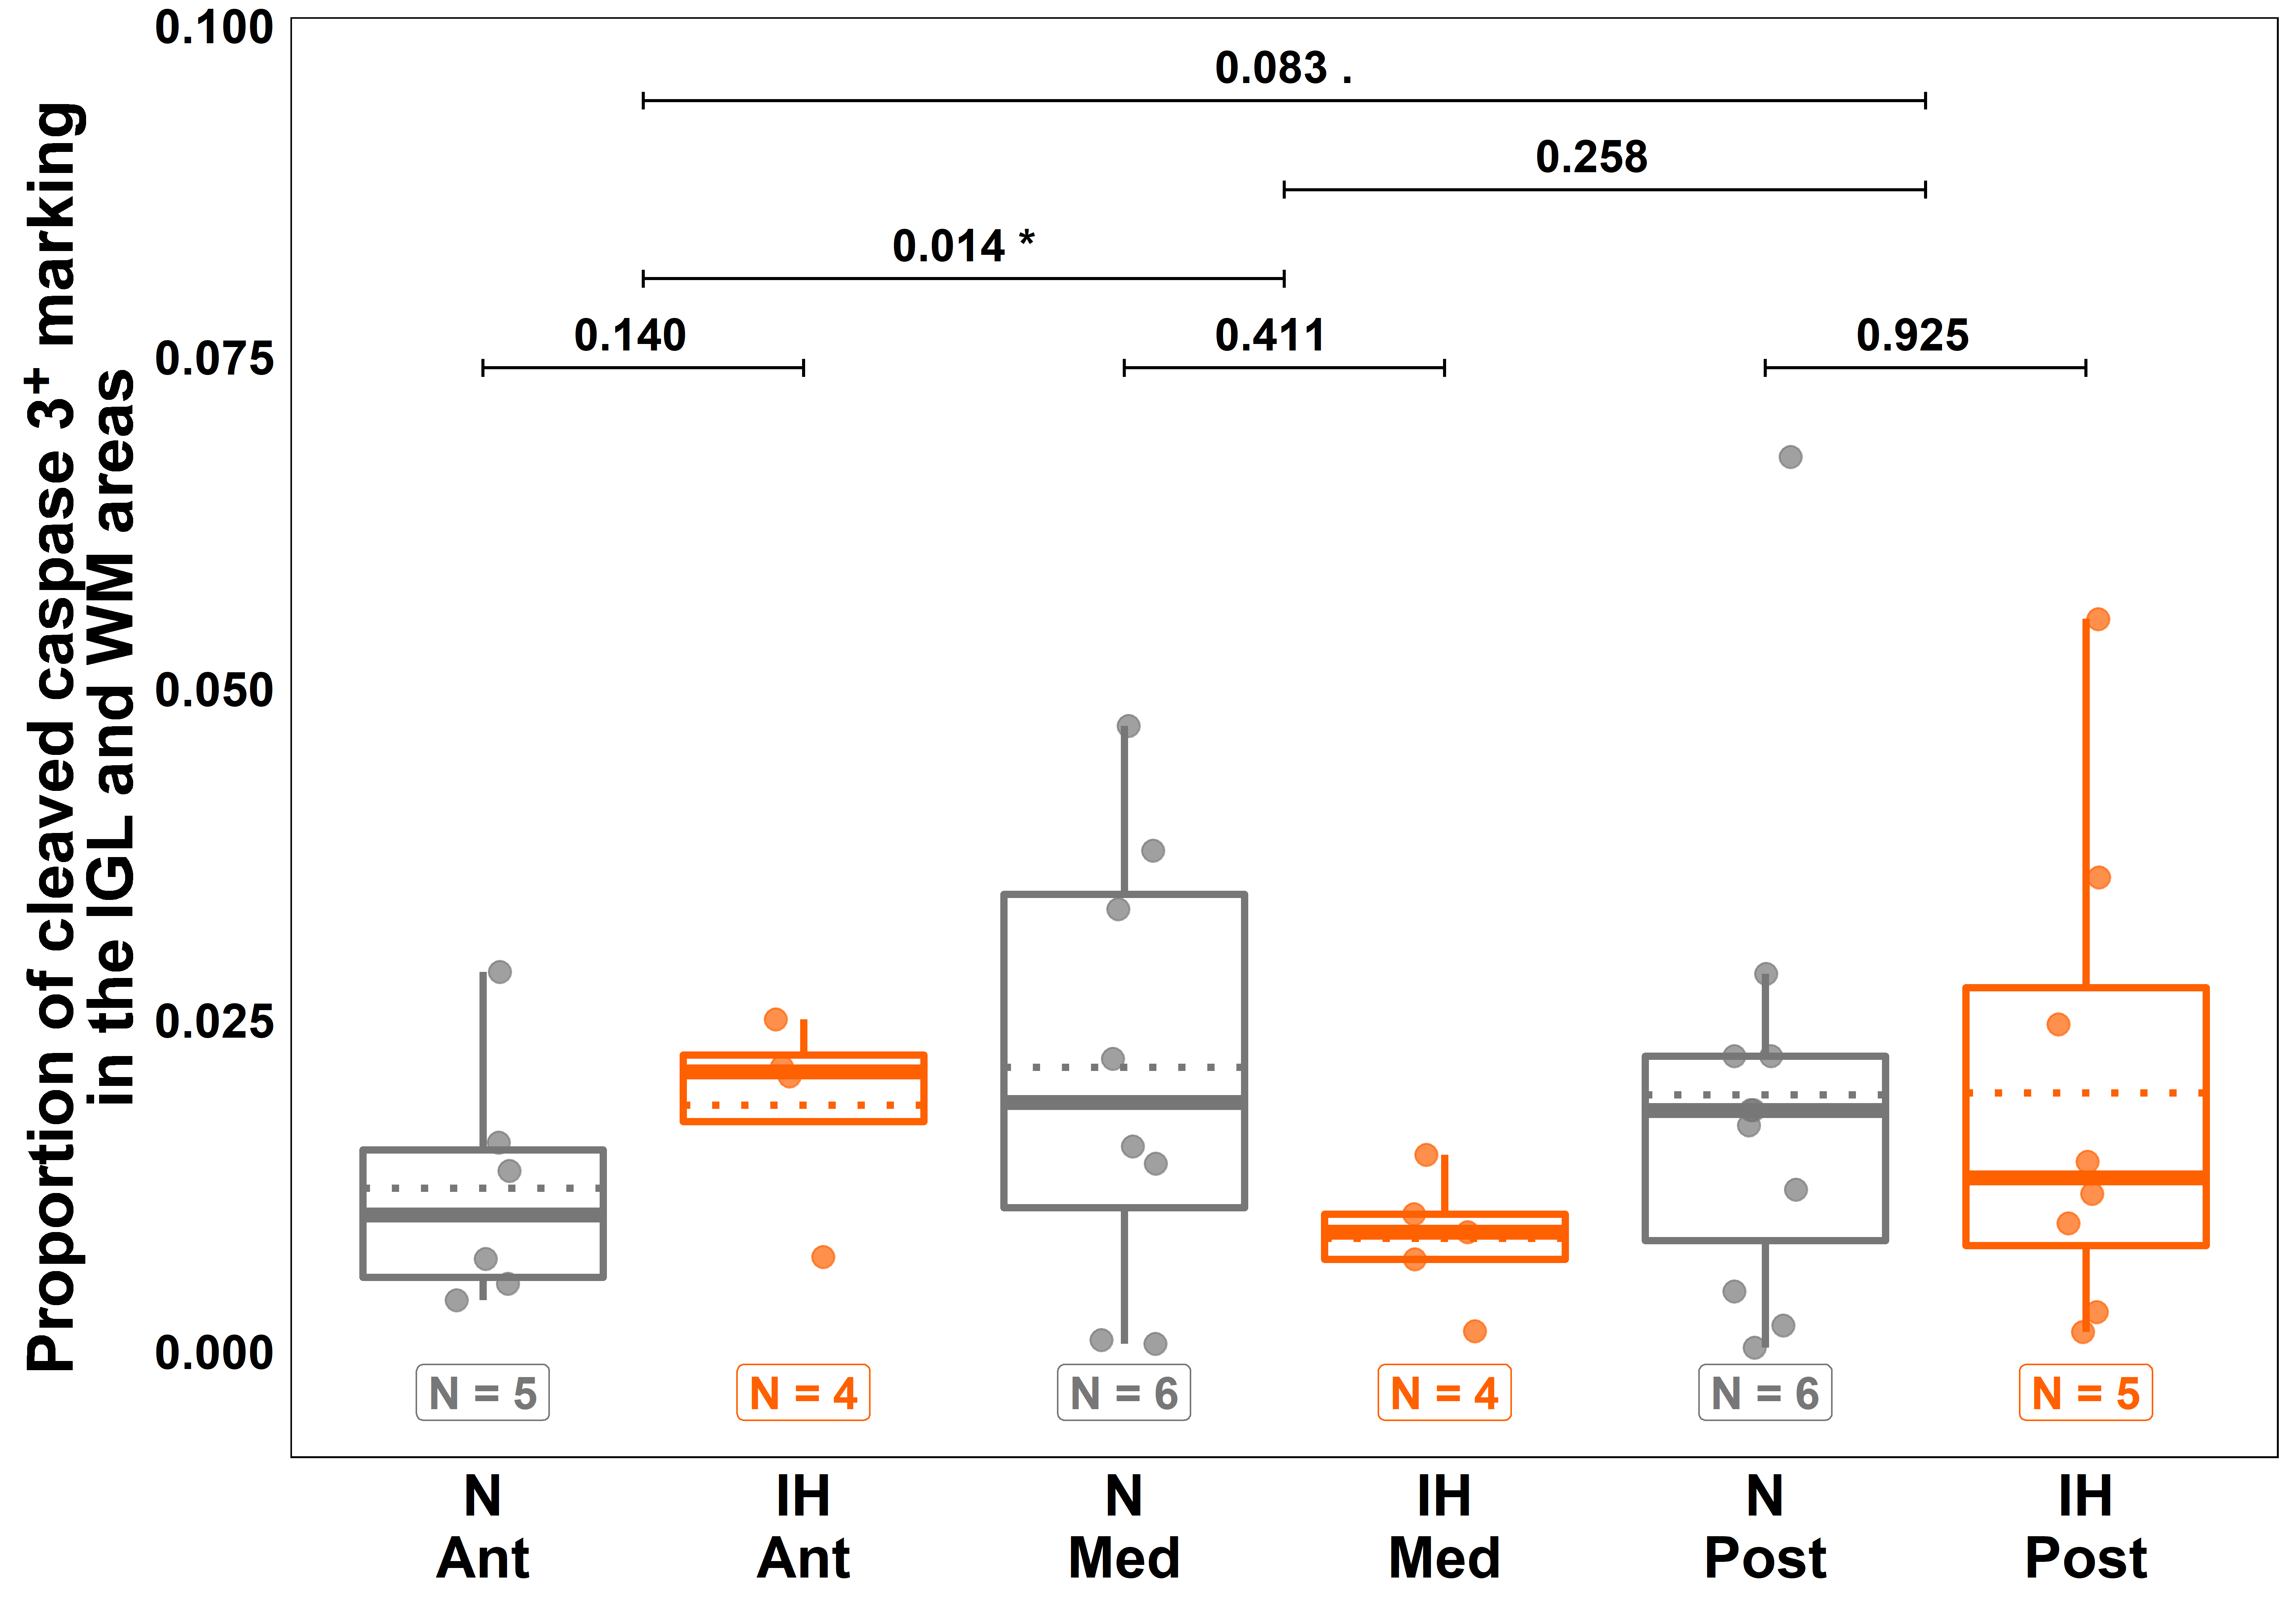 Proportion of cleaved caspase 3⁺ marking
in the IGL and WM areas
0.100
0.075
0.050
0.025
0.000
0.083 .
0.258
0.014 *
0.140
0.411
0.925
N = 5
N = 4
N = 6
N = 4
N = 6
N = 5
N
Ant
IH
Ant
N
Med
IH
Med
N
Post
IH
Post